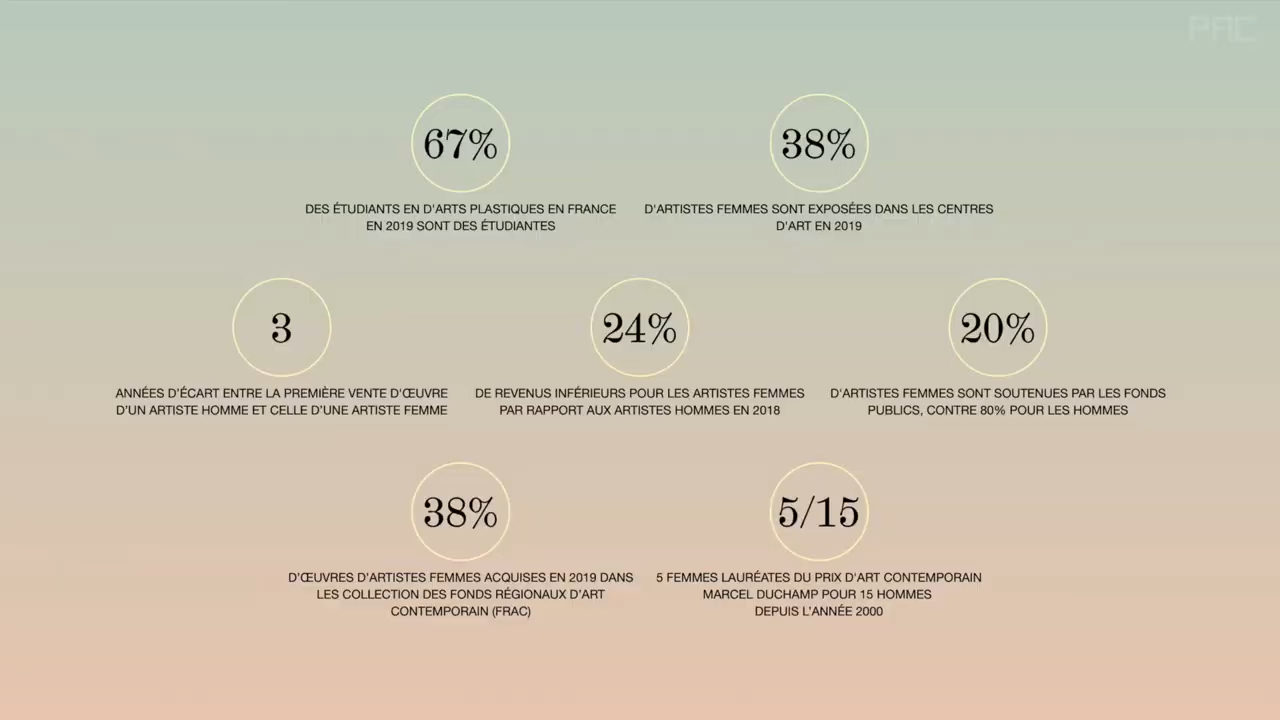 PAC
67%
38%
DES ÉTUDIANTS EN D'ARTS PLASTIQUES EN FRANCE
EN 2019 SONT DES ÉTUDIANTES
D'ARTISTES FEMMES SONT EXPOSÉES DANS LES CENTRES
D'ART EN 2019
3
24%
20%
ANNÉES D'ÉCART ENTRE LA PREMIÈRE VENTE D'ŒUVRE
D'UN ARTISTE HOMME ET CELLE D'UNE ARTISTE FEMME
DE REVENUS INFÉRIEURS POUR LES ARTISTES FEMMES
PAR RAPPORT AUX ARTISTES HOMMES EN 2018
D'ARTISTES FEMMES SONT SOUTENUES PAR LES FONDS
PUBLICS, CONTRE 80% POUR LES HOMMES
38%
5/15
D'ŒUVRES D'ARTISTES FEMMES ACQUISES EN 2019 DANS
LES COLLECTION DES FONDS RÉGIONAUX D'ART
CONTEMPORAIN (FRAC)
5 FEMMES LAURÉATES DU PRIX D'ART CONTEMPORAIN
MARCEL DUCHAMP POUR 15 HOMMES
DEPUIS L'ANNÉE 2000